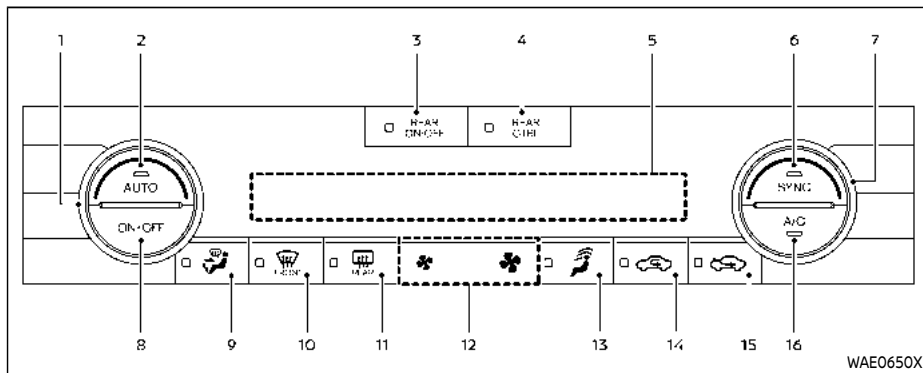 1 2 3 4 5 6 7
REAR ON·OFF
REAR CTRL
AUTO
SYNC
ON·OFF
A/C
FRONT
REAR
8 9 10 11 12 13 14 15 16
WAE0650X